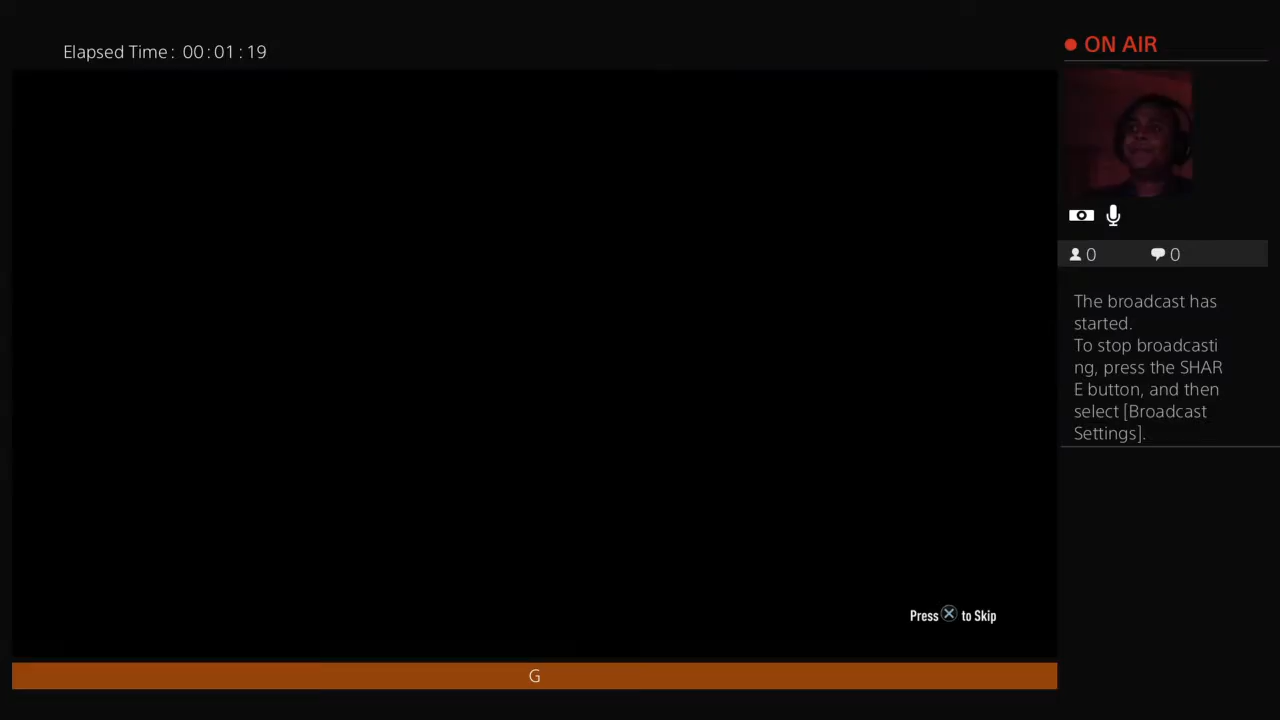 Elapsed Time: 00:01:19
ON AIR
0 0
The broadcast has
started.
To stop broadcasti
ng, press the SHAR
E button, and then
select [Broadcast
Settings].
Press to Skip
G